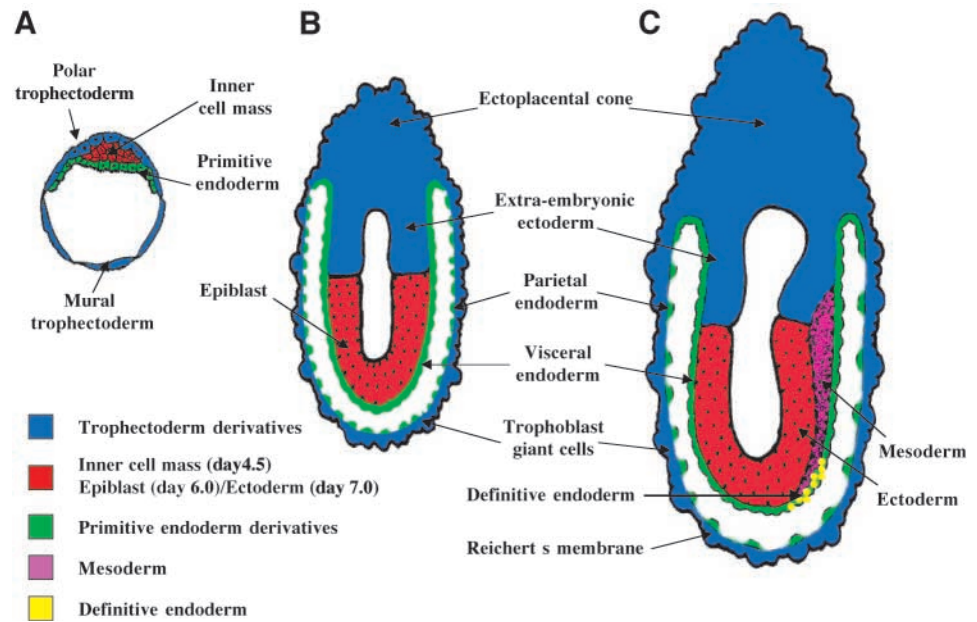 A
B
C
Polar
trophectoderm
Inner
cell mass
Primitive
endoderm
Mural
trophectoderm
Ectoplacental cone
Extra-embryonic
ectoderm
Epiblast
Parietal
endoderm
Visceral
endoderm
Trophoblast
giant cells
Definitive endoderm
Reichert s membrane
Mesoderm
Ectoderm
Trophectoderm derivatives
Inner cell mass (day4.5)
Epiblast (day 6.0)/Ectoderm (day 7.0)
Primitive endoderm derivatives
Mesoderm
Definitive endoderm